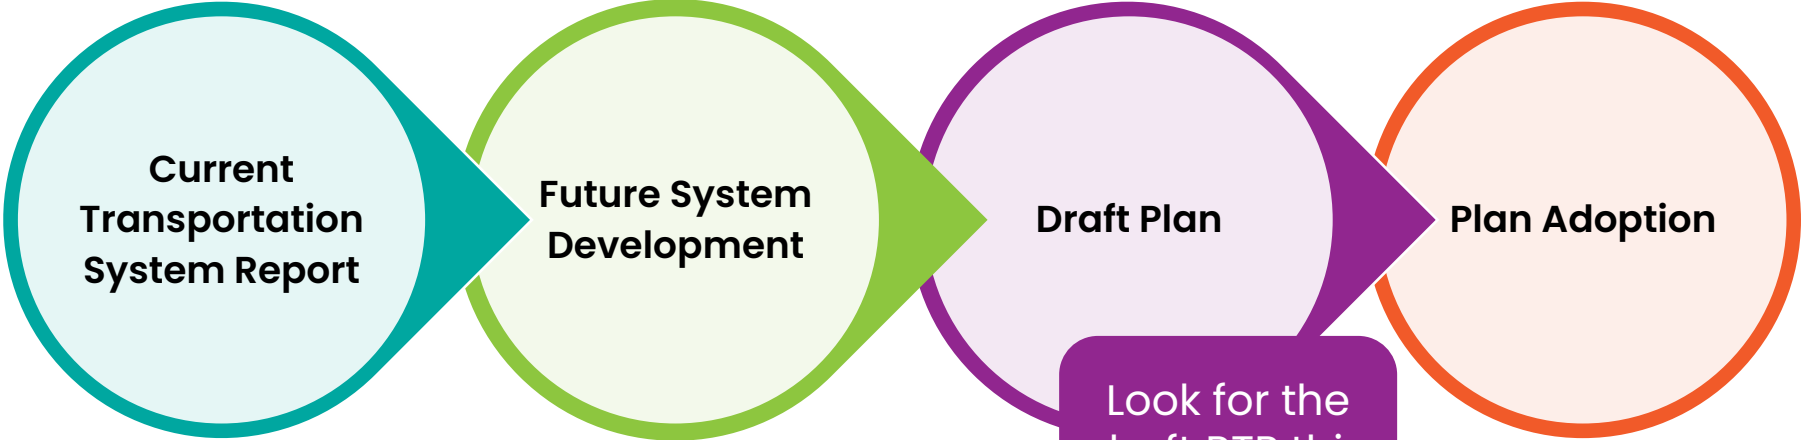 Current
Transportation
System Report
Future System
Development
Draft Plan
Plan Adoption
Look for the